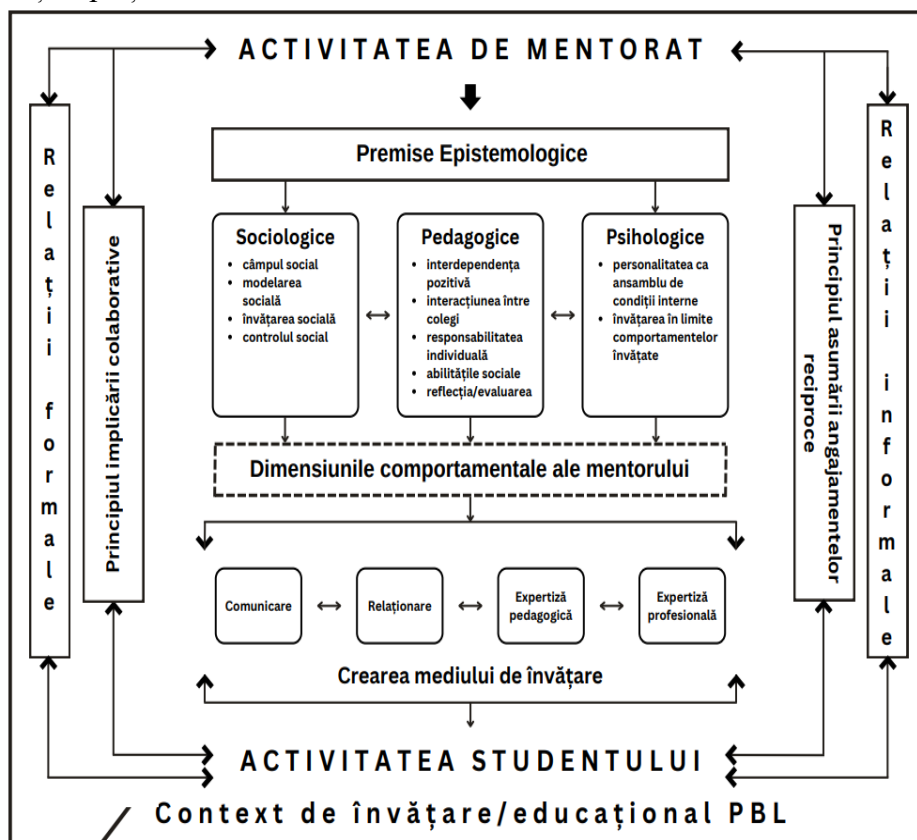 ACTIVITATEA DE MENTORAT
Relații formale
Principiul implicării colaborative
Premise Epistemologice
Sociologice
• câmpul social
• modelarea
socială
• învățarea socială
• controlul social
Pedagogice
• interdependența
pozitivă
• interacțiunea între
colegi
• responsabilitatea
individuală
• abilitățile sociale
• reflecția/evaluarea
Psihologice
• personalitatea ca
ansamblu de
condiții interne
• învățarea în limite
comportamentelor
învățate
Principiul asumării angajamentelor
reciproce
Relații informale
Dimensiunile comportamentale ale mentorului
Comunicare
Relaționare
Expertiză
pedagogică
Expertiză
profesională
Crearea mediului de învățare
ACTIVITATEA STUDENTULUI
Context de învățare/educațional PBL